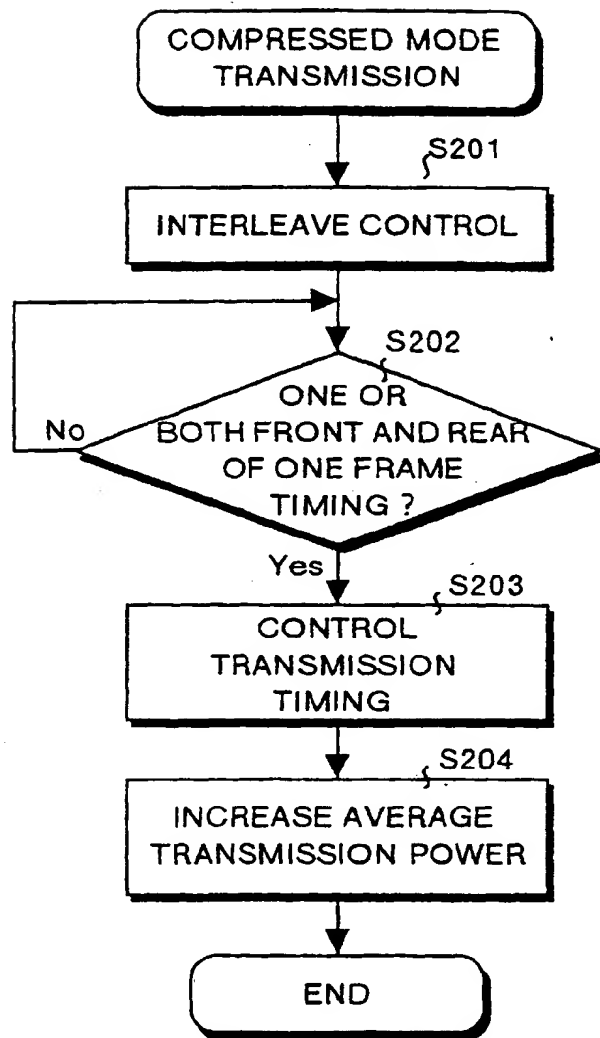 COMPRESSED MODE
TRANSMISSION
S201
INTERLEAVE CONTROL
S202
ONE OR
BOTH FRONT AND REAR
OF ONE FRAME
TIMING ?
No
Yes
S203
CONTROL
TRANSMISSION
TIMING
S204
INCREASE AVERAGE
TRANSMISSION POWER
END